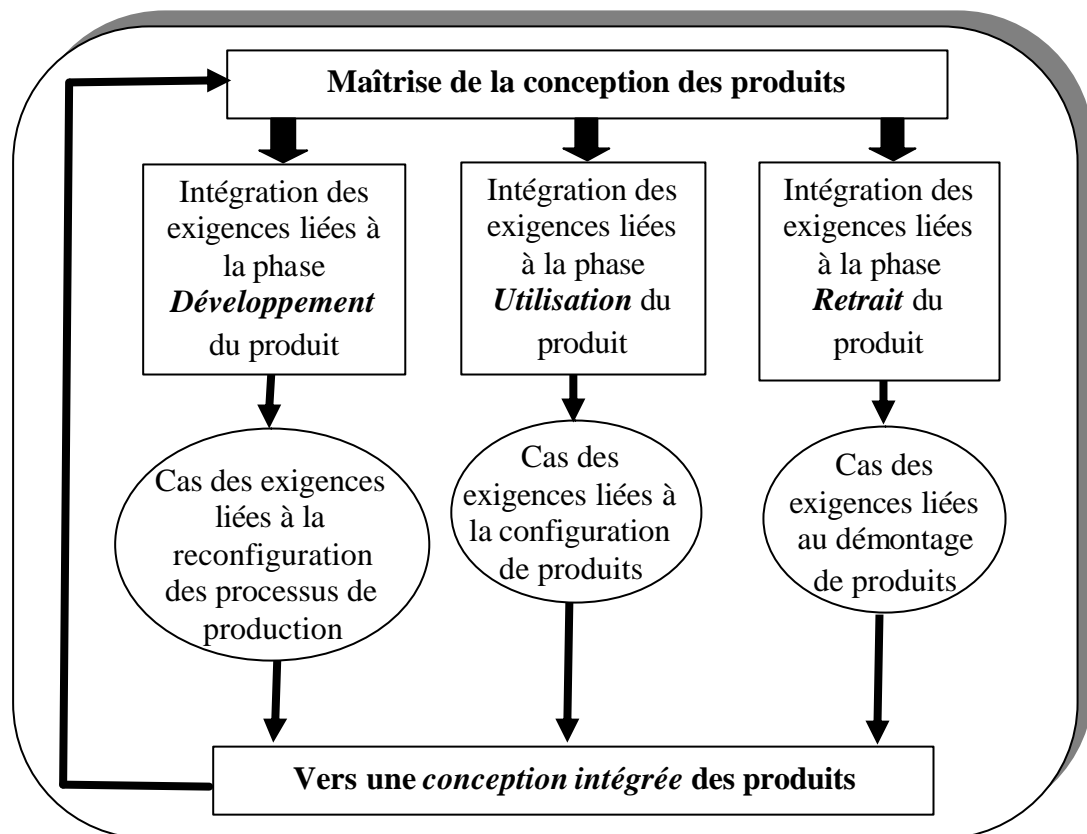 Maîtrise de la conception des produits
Intégration des
exigences liées à
la phase
Développement
du produit
Intégration des
exigences liées
à la phase
Utilisation du
produit
Intégration des
exigences liées
à la phase
Retrait du
produit
Cas des exigences
liées à la
reconfiguration
des processus de
production
Cas des
exigences liées à
la configuration
de produits
Cas des
exigences liées
au démontage
de produits
Vers une conception intégrée des produits